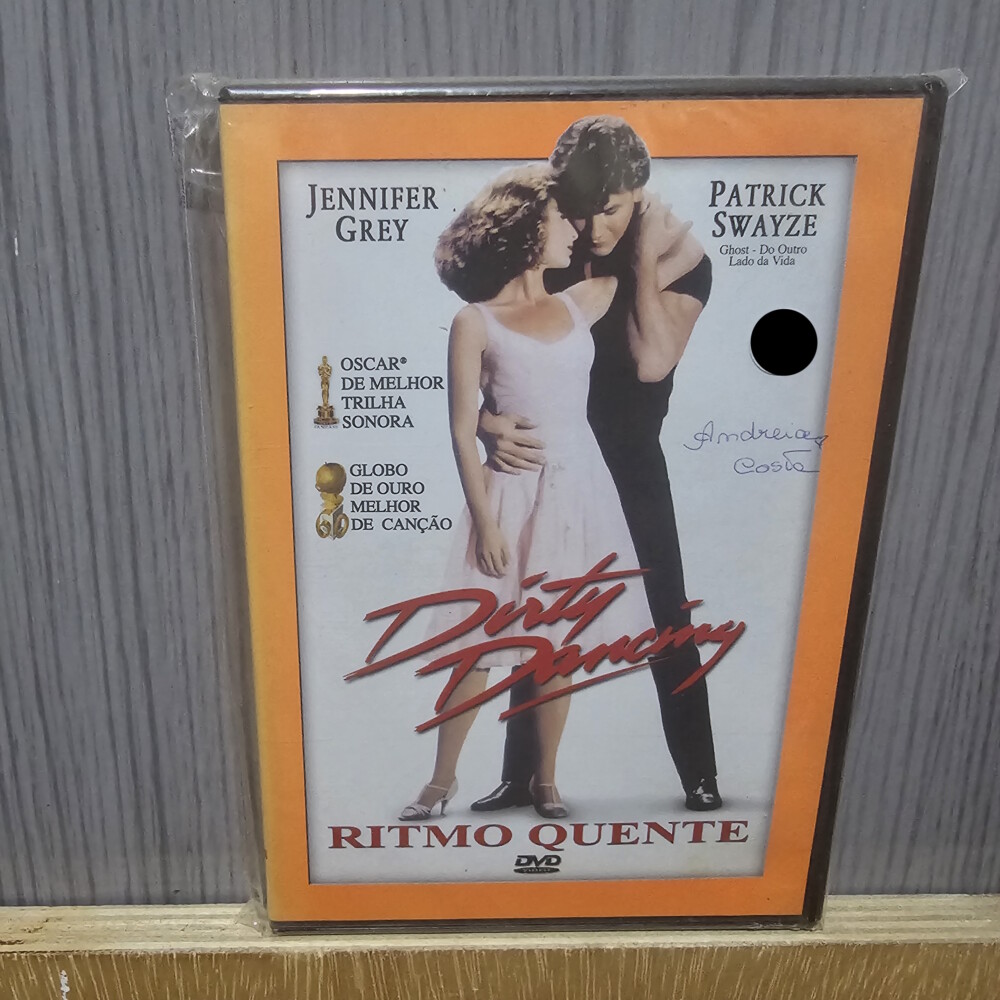 JENNIFER
GREY
PATRICK
SWAYZE
Ghost - Do Outro
Lado da Vida
OSCAR®
DE MELHOR
TRILHA
SONORA
GLOBO
DE OURO
MELHOR
DE CANÇÃO
Andreia
Costa
Dirty
Dancing
RITMO QUENTE
DVD